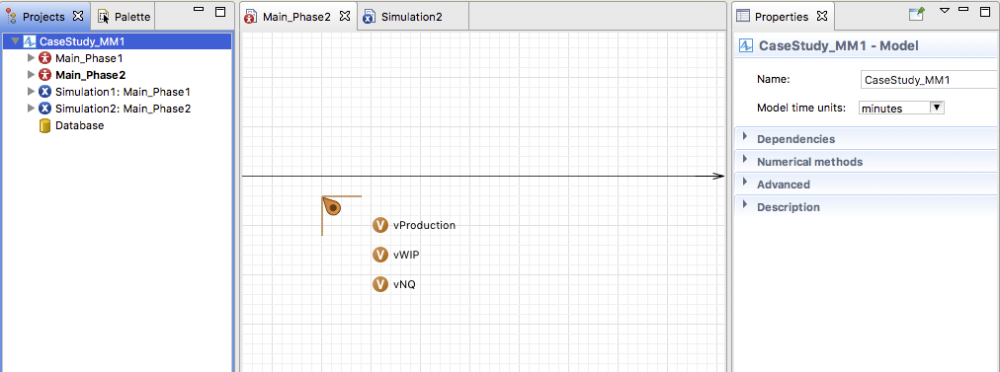 Projects
Palette
CaseStudy_MM1
Main_Phase1
Main_Phase2
Simulation1: Main_Phase1
Simulation2: Main_Phase2
Database
Main_Phase2
Simulation2
V vProduction
V vWIP
V vNQ
Properties
CaseStudy_MM1 - Model
Name: CaseStudy_MM1
Model time units: minutes
Dependencies
Numerical methods
Advanced
Description